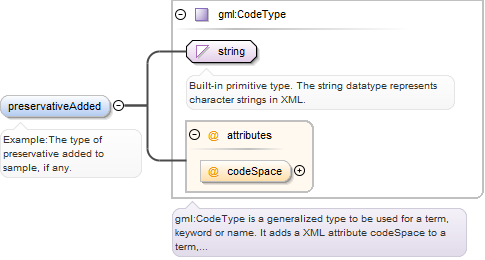 gml:CodeType
string
Built-in primitive type. The string datatype represents
character strings in XML.
preservativeAdded
Example:The type of
preservative added to
sample, if any.
@ attributes
@ codeSpace
gml:CodeType is a generalized type to be used for a term,
keyword or name. It adds a XML attribute codeSpace to a
term,...